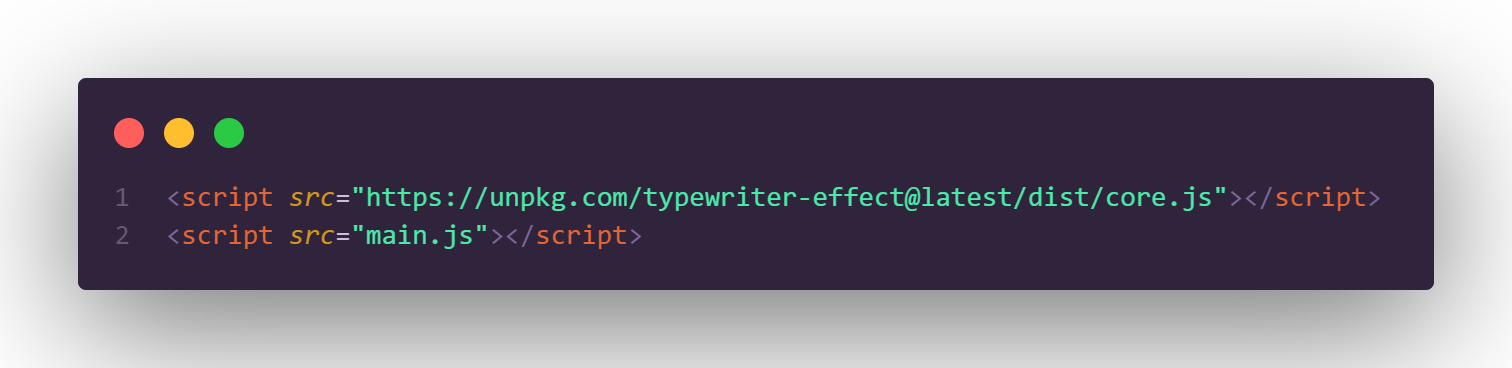 1 <script src="https://unpkg.com/typewriter-effect@latest/dist/core.js"></script>
2 <script src="main.js"></script>